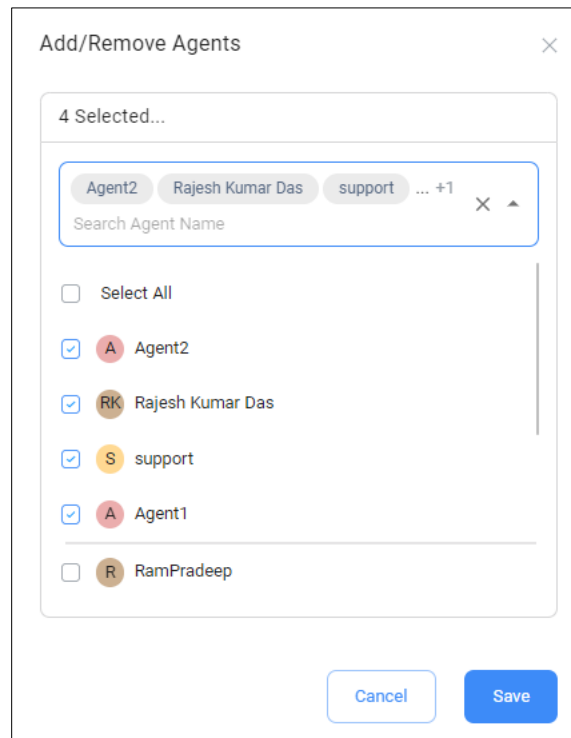 Add/Remove Agents
4 Selected...
Agent2 Rajesh Kumar Das support ... +1
Search Agent Name
Select All
A Agent2
RK Rajesh Kumar Das
S support
A Agent1
R RamPradeep
Cancel Save